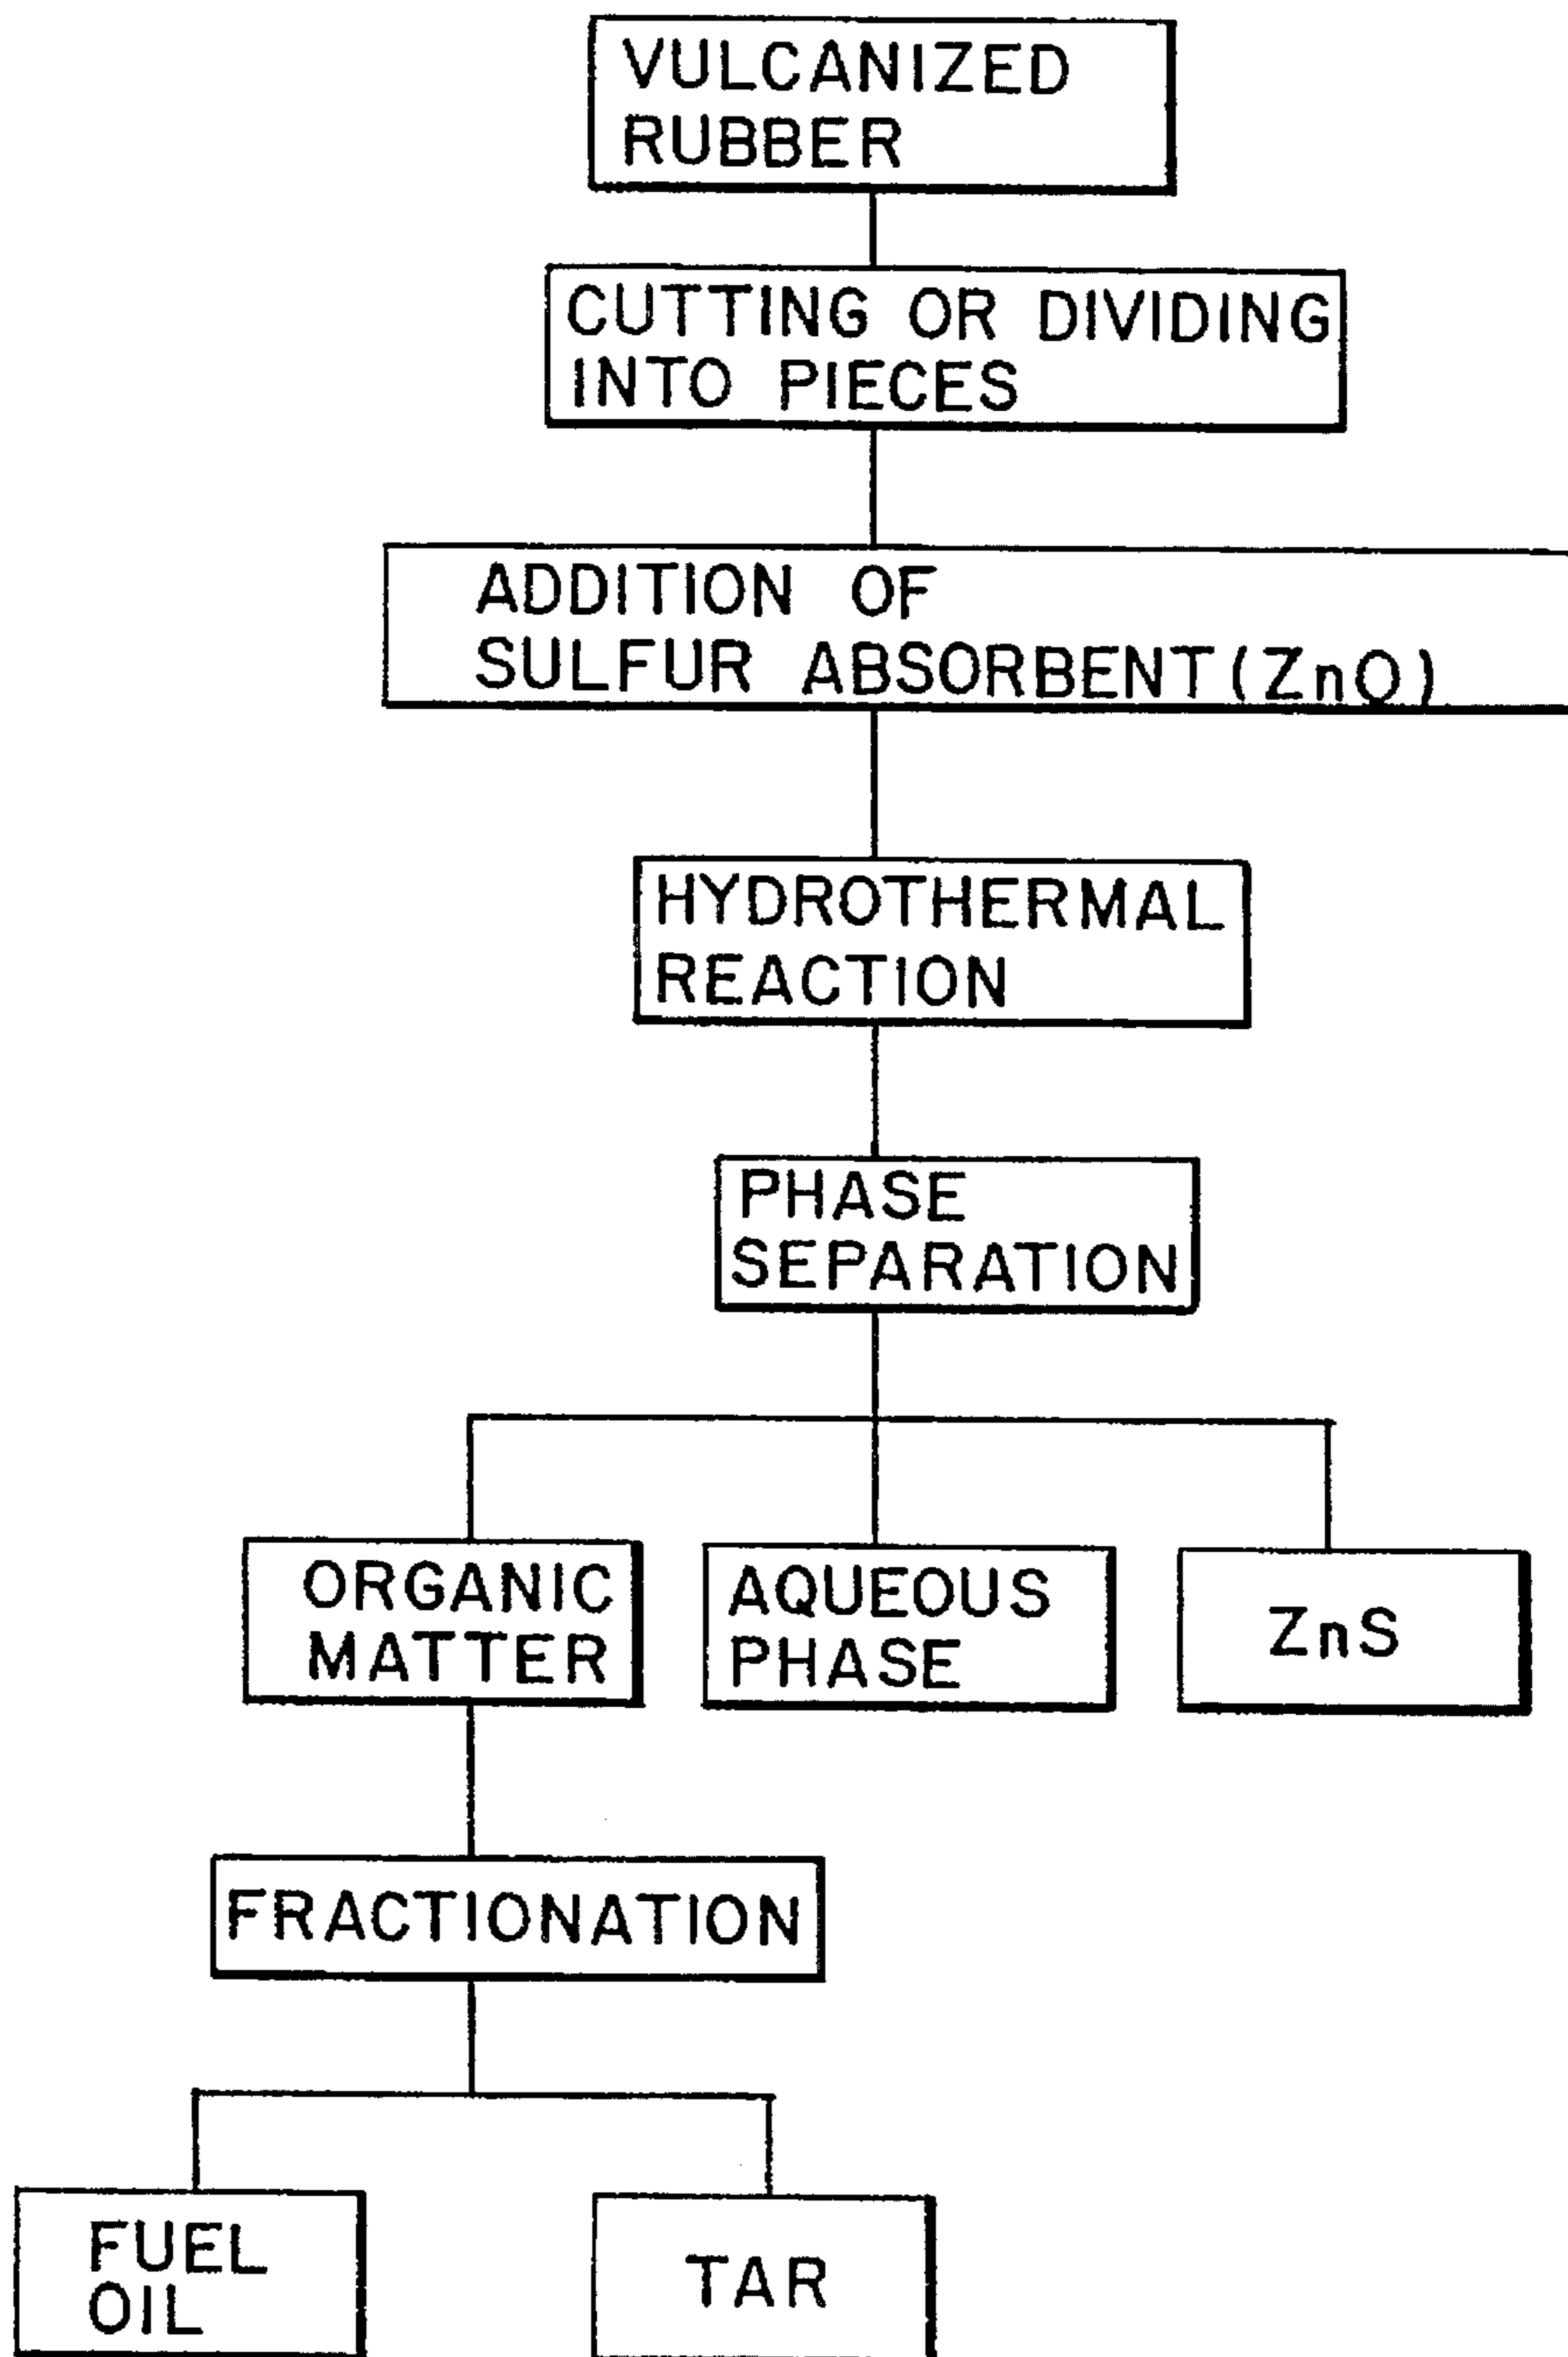 VULCANIZED
RUBBER
CUTTING OR DIVIDING
INTO PIECES
ADDITION OF
SULFUR ABSORBENT(ZnO)
HYDROTHERMAL
REACTION
PHASE
SEPARATION
ORGANIC
MATTER
AQUEOUS
PHASE
ZnS
FRACTIONATION
FUEL
OIL
TAR